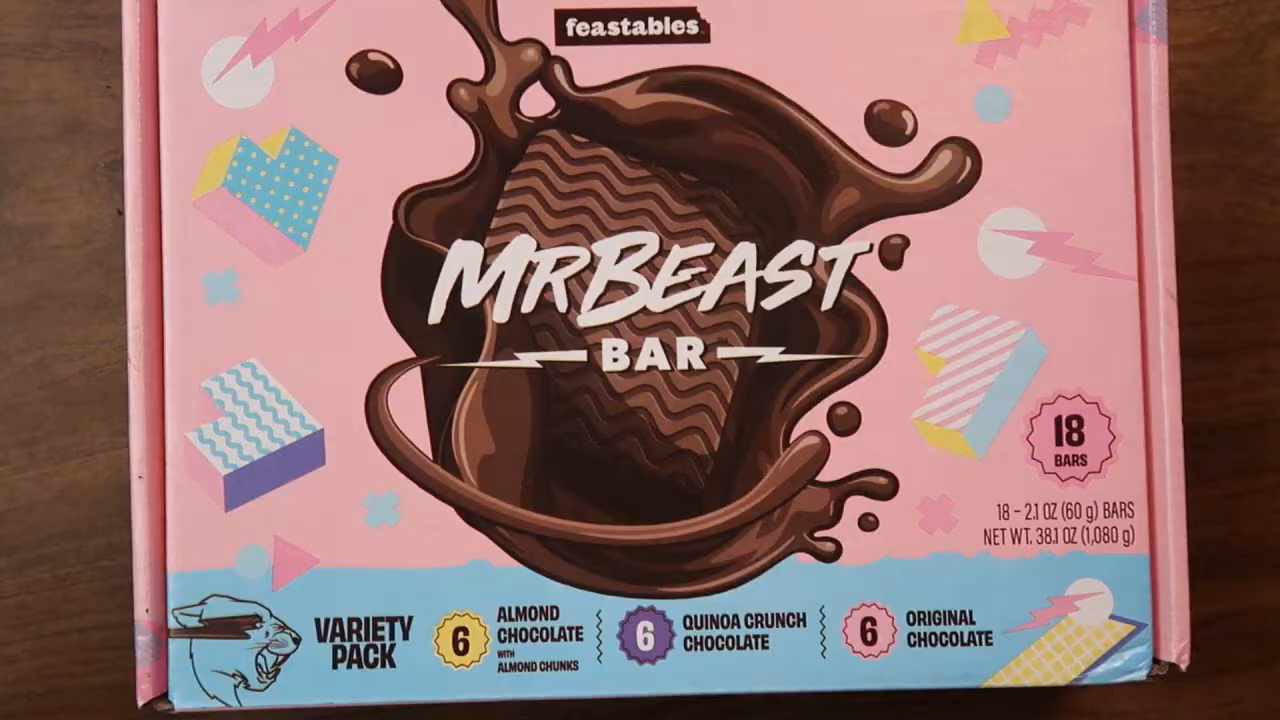 feastables
MRBEAST
BAR
18
BARS
18 – 2.1 OZ (60 g) BARS
NET WT. 38.1 OZ (1,080 g)
VARIETY
PACK
6
ALMOND
CHOCOLATE
WITH
ALMOND CHUNKS
6
QUINOA CRUNCH
CHOCOLATE
6
ORIGINAL
CHOCOLATE